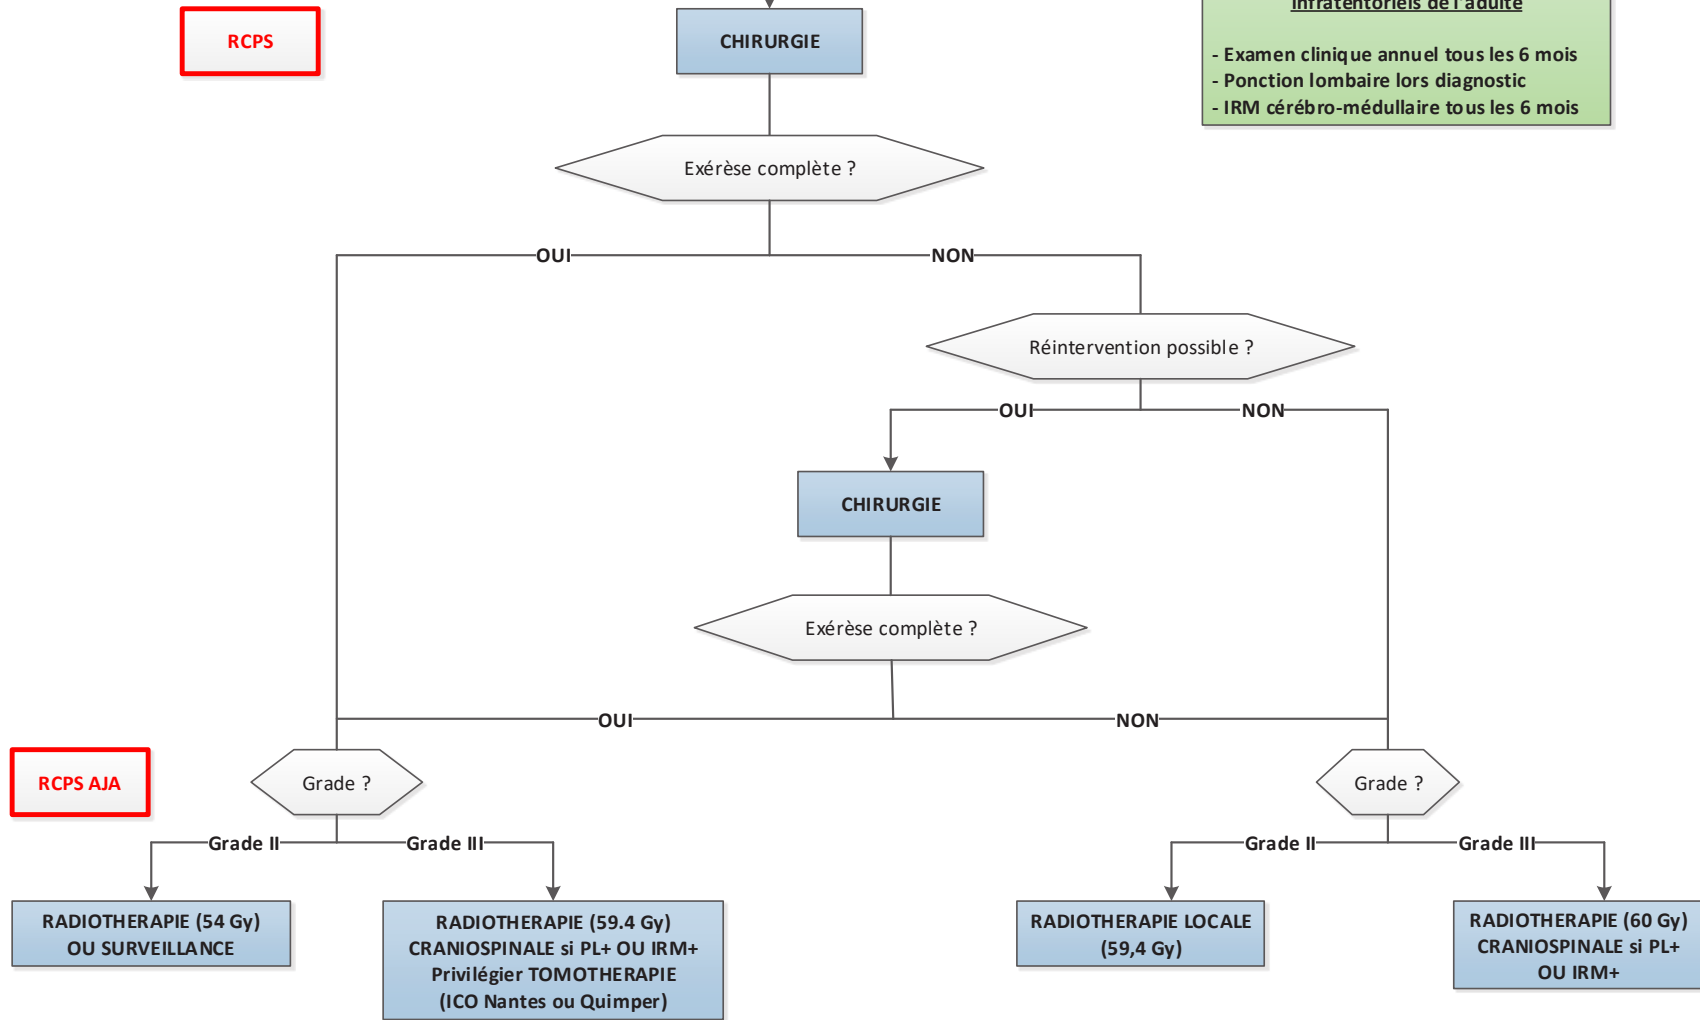 infratentoriels de l'adulte
RCPS
CHIRURGIE
- Examen clinique annuel tous les 6 mois
- Ponction lombaire lors diagnostic
- IRM cérébro-médullaire tous les 6 mois
Exérèse complète ?
OUI
NON
Réintervention possible ?
OUI
NON
CHIRURGIE
Exérèse complète ?
OUI
NON
RCPS AJA
Grade ?
Grade ?
Grade II
Grade III
Grade II
Grade III
RADIOTHERAPIE (54 Gy)
OU SURVEILLANCE
RADIOTHERAPIE (59.4 Gy)
CRANIOSPINALE si PL+ OU IRM+
Privilégier TOMOTHERAPIE
(ICO Nantes ou Quimper)
RADIOTHERAPIE LOCALE
(59,4 Gy)
RADIOTHERAPIE (60 Gy)
CRANIOSPINALE si PL+
OU IRM+